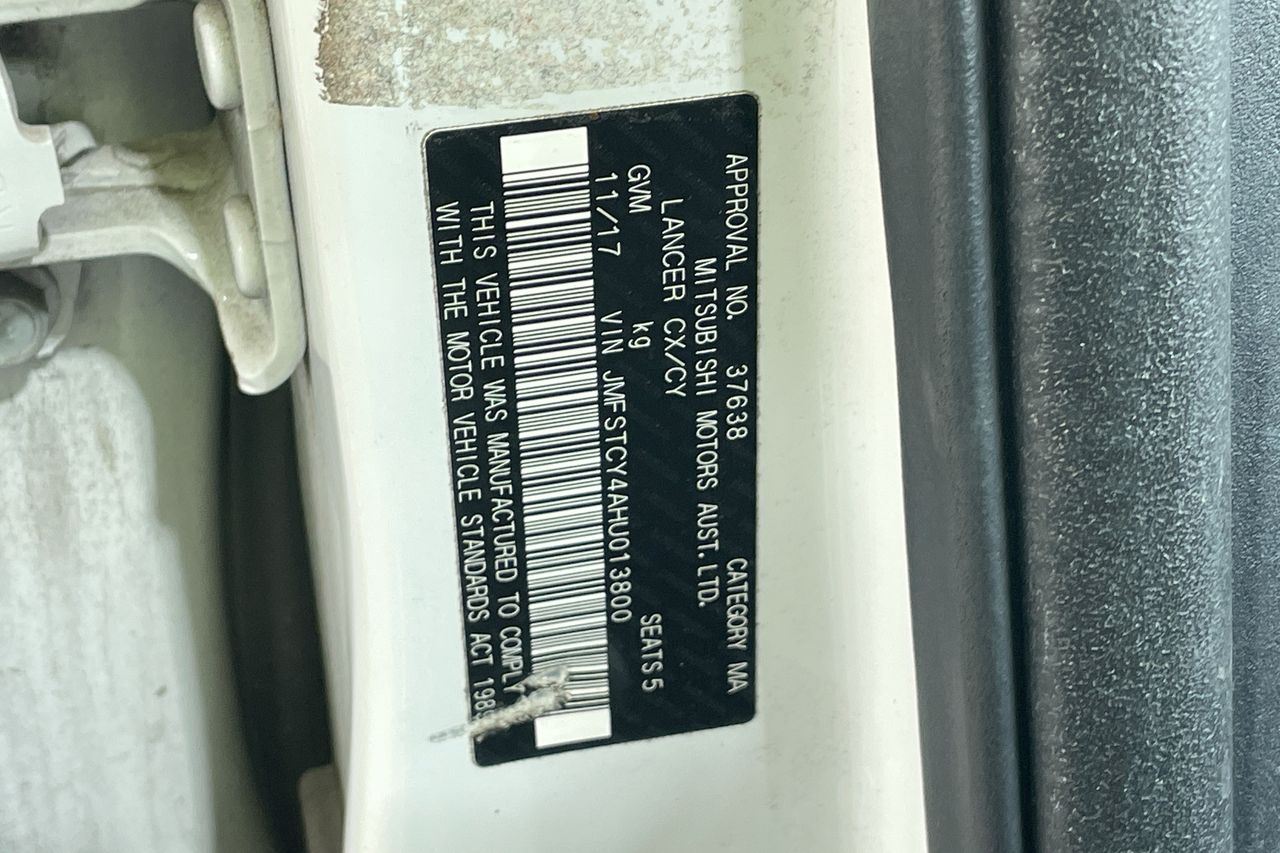 APPROVAL NO. 37638 CATEGORY MA
MITSUBISHI MOTORS AUST. LTD.
LANCER CX/CY
GVM kg SEATS 5
11/17 VIN JMFSTCY4AHU013800
THIS VEHICLE WAS MANUFACTURED TO COMPLY
WITH THE MOTOR VEHICLE STANDARDS ACT